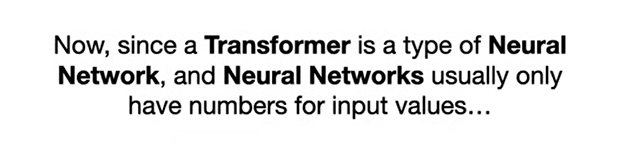 Now, since a Transformer is a type of Neural
Network, and Neural Networks usually only
have numbers for input values…